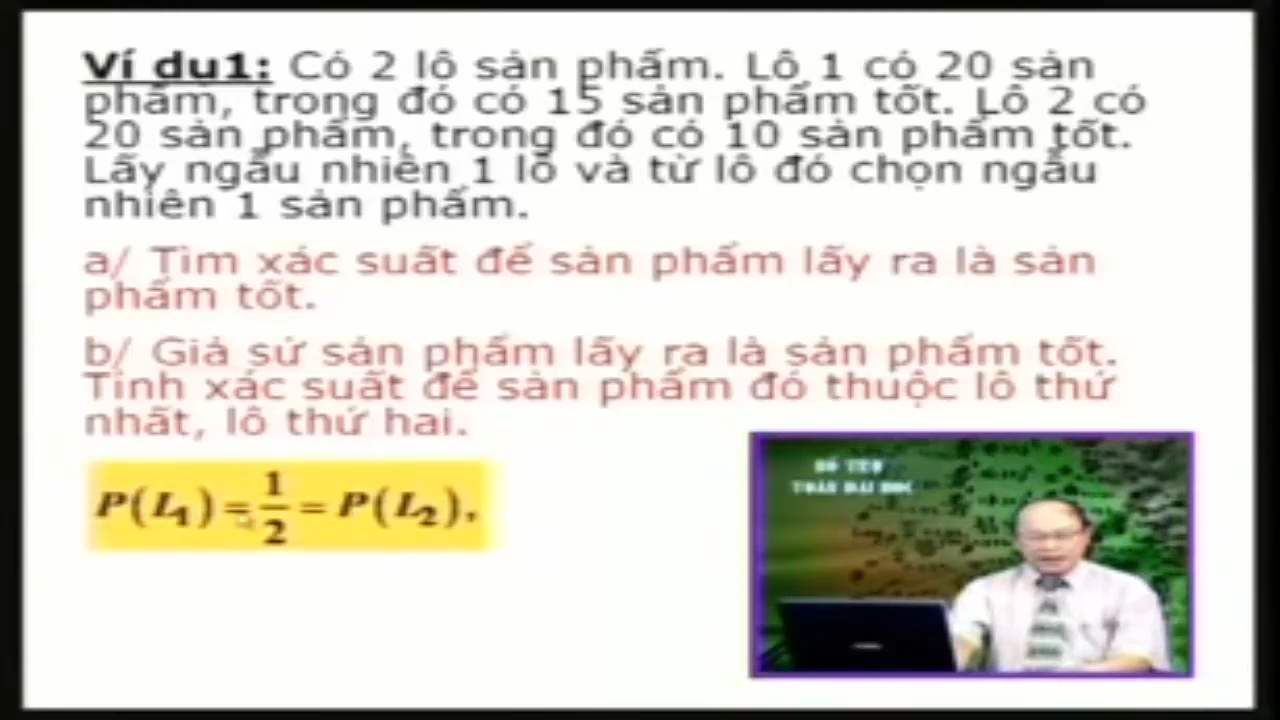 Ví dụ1: Có 2 lô sản phẩm. Lô 1 có 20 sản
phẩm, trong đó có 15 sản phẩm tốt. Lô 2 có
20 sản phẩm, trong đó có 10 sản phẩm tốt.
Lấy ngẫu nhiên 1 lô và từ lô đó chọn ngẫu
nhiên 1 sản phẩm.
a/ Tìm xác suất để sản phẩm lấy ra là sản
phẩm tốt.
b/ Giả sử sản phẩm lấy ra là sản phẩm tốt.
Tính xác suất để sản phẩm đó thuộc lô thứ
nhất, lô thứ hai.
P(L₁) = 1/2 = P(L₂).
TOÁN ĐẠI HỌC